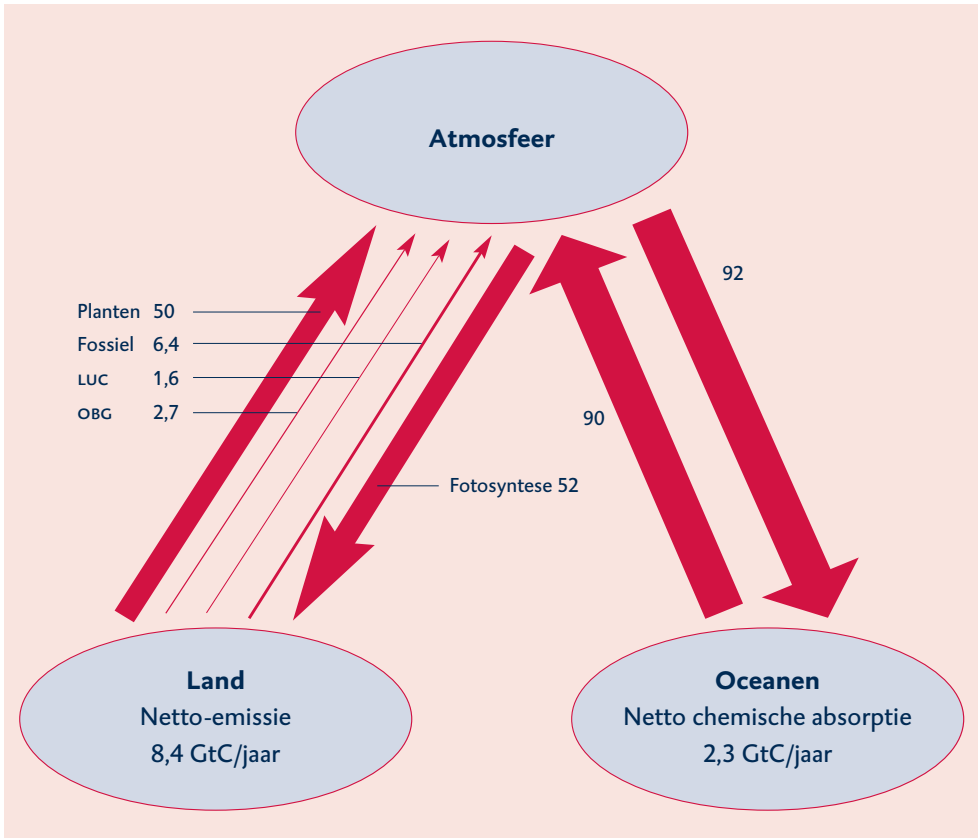 Atmosfeer
Planten 50
Fossiel 6,4
LUC 1,6
OBG 2,7
92
90
Fotosyntese 52
Land
Netto-emissie
8,4 GtC/jaar
Oceanen
Netto chemische absorptie
2,3 GtC/jaar